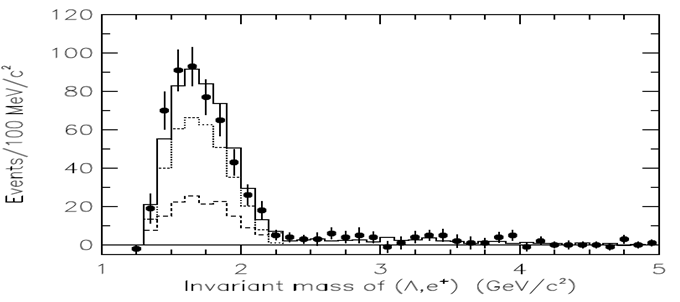 120
100
80
60
40
20
0
Events/100 MeV/c²
1 2 3 4 5
Invariant mass of (Λ,e⁺) (GeV/c²)